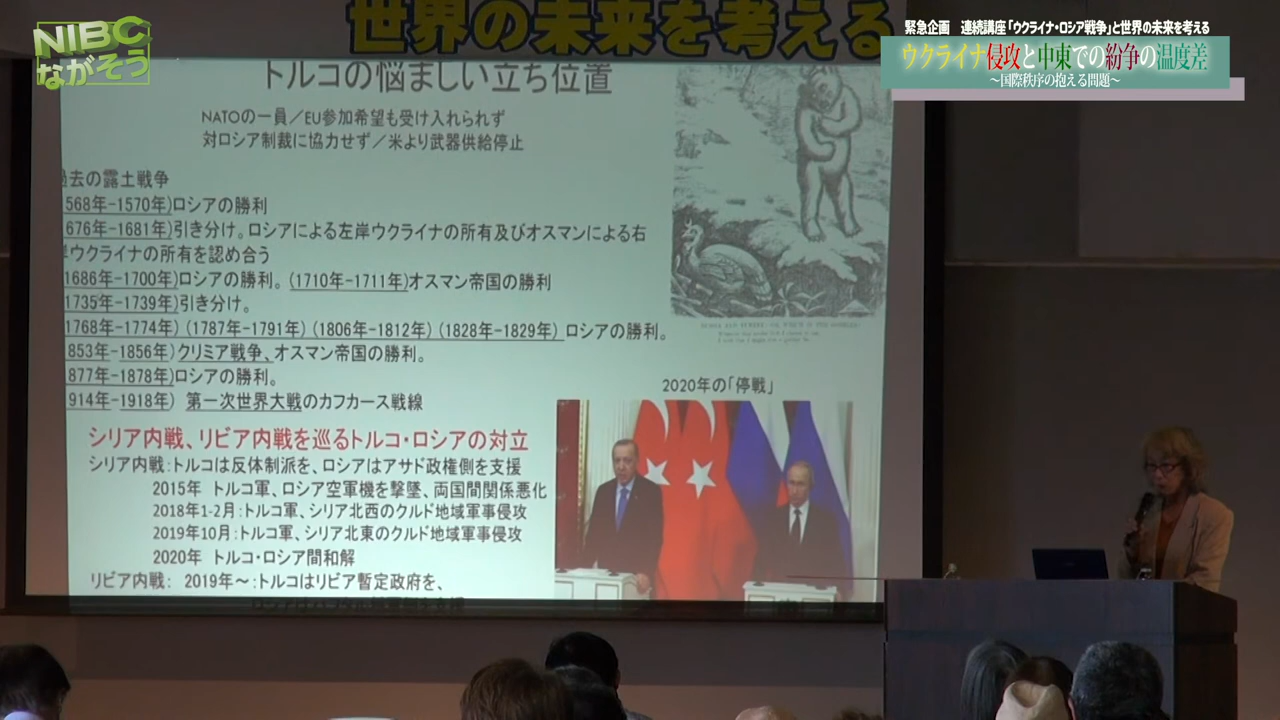 NIBC
ながそう
世界の未来を考える
緊急企画　連続講座「ウクライナ・ロシア戦争」と世界の未来を考える
ウクライナ侵攻と中東での紛争の温度差
～国際秩序の抱える問題～
トルコの悩ましい立ち位置
NATOの一員／EU参加希望も受け入れられず
対ロシア制裁に協力せず／米より武器供給停止
去の露土戦争
568年-1570年)ロシアの勝利
676年-1681年)引き分け。ロシアによる左岸ウクライナの所有及びオスマンによる右
ウクライナの所有を認め合う
1686年-1700年)ロシアの勝利。(1710年-1711年)オスマン帝国の勝利
1735年-1739年)引き分け。
1768年-1774年) (1787年-1791年) (1806年-1812年) (1828年-1829年) ロシアの勝利。
853年-1856年) クリミア戦争、オスマン帝国の勝利。
877年-1878年)ロシアの勝利。
914年-1918年) 第一次世界大戦のカフカース戦線
2020年の「停戦」
シリア内戦、リビア内戦を巡るトルコ・ロシアの対立
シリア内戦：トルコは反体制派を、ロシアはアサド政権側を支援
2015年 トルコ軍、ロシア空軍機を撃墜、両国間関係悪化
2018年1-2月：トルコ軍、シリア北西のクルド地域軍事侵攻
2019年10月：トルコ軍、シリア北東のクルド地域軍事侵攻
2020年 トルコ・ロシア間和解
リビア内戦： 2019年～：トルコはリビア暫定政府を、